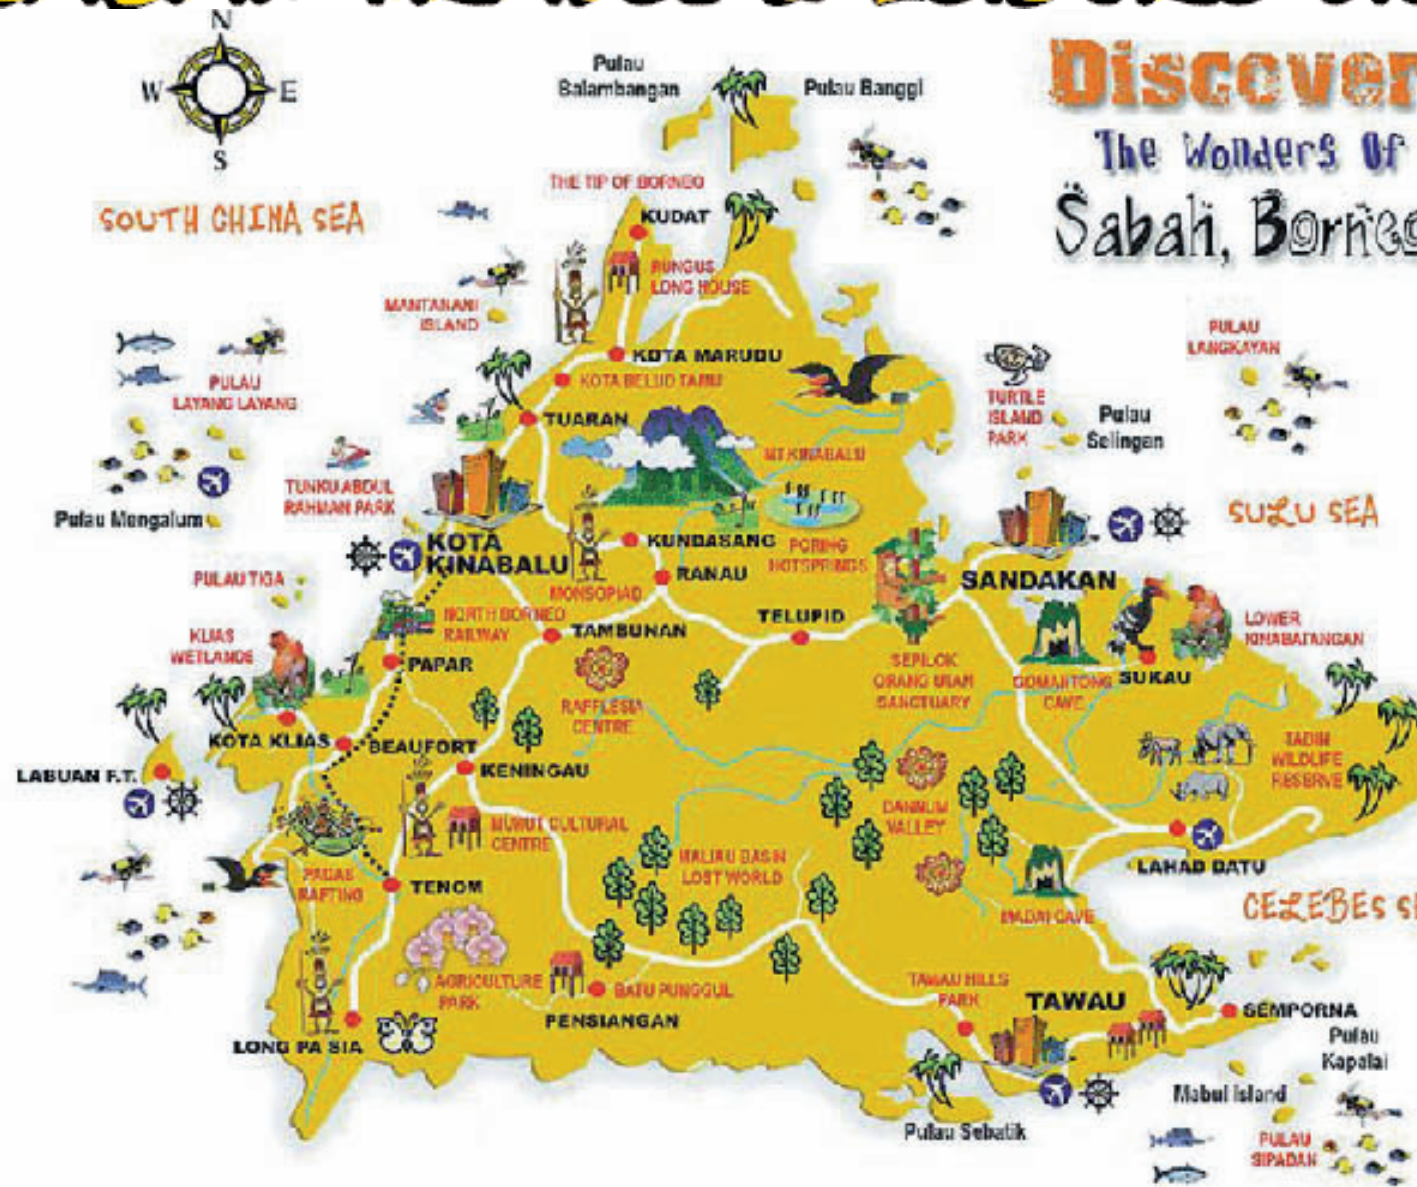 N
W
E
S
Discover
The Wonders Of
Sabah, Borneo
Pulau
Balambangan
Pulau Banggi
THE TIP OF BORNEO
KUDAT
SOUTH CHINA SEA
RUNGUS
LONG HOUSE
MANTANANI
ISLAND
PULAU
LANGKAYAN
KOTA MARUDU
KOTA BELUD TAMU
PULAU
LAYANG LAYANG
TURTLE
ISLAND
PARK
Pulau
Selingan
TUARAN
MT KINABALU
TUNKU ABDUL
RAHMAN PARK
Pulau Mengalum
SULU SEA
KOTA
KINABALU
KUNDASANG
PORING
HOTSPRINGS
RANAU
MONSOPIAD
PULAU TIGA
SANDAKAN
NORTH BORNEO
RAILWAY
TAMBUNAN
TELUPID
LOWER
KINABATANGAN
KLIAS
WETLANDS
PAPAR
SEPILOK
ORANG UTAN
SANCTUARY
GOMANTONG
CAVE
SUKAU
RAFFLESIA
CENTRE
KOTA KLIAS
BEAUFORT
KENINGAU
LABUAN F.T.
TABIN
WILDLIFE
RESERVE
DANNUM
VALLEY
MURUT CULTURAL
CENTRE
MALIAU BASIN
LOST WORLD
LAHAD DATU
PADAS
RAFTING
TENOM
MADAI CAVE
CELEBES S
AGRICULTURE
PARK
BATU PUNGGUL
PENSIANGAN
TAWAU HILLS
PARK
TAWAU
SEMPORNA
LONG PA SIA
Pulau
Kapalai
Mabul island
Pulau Sebatik
PULAU
SIPADAN